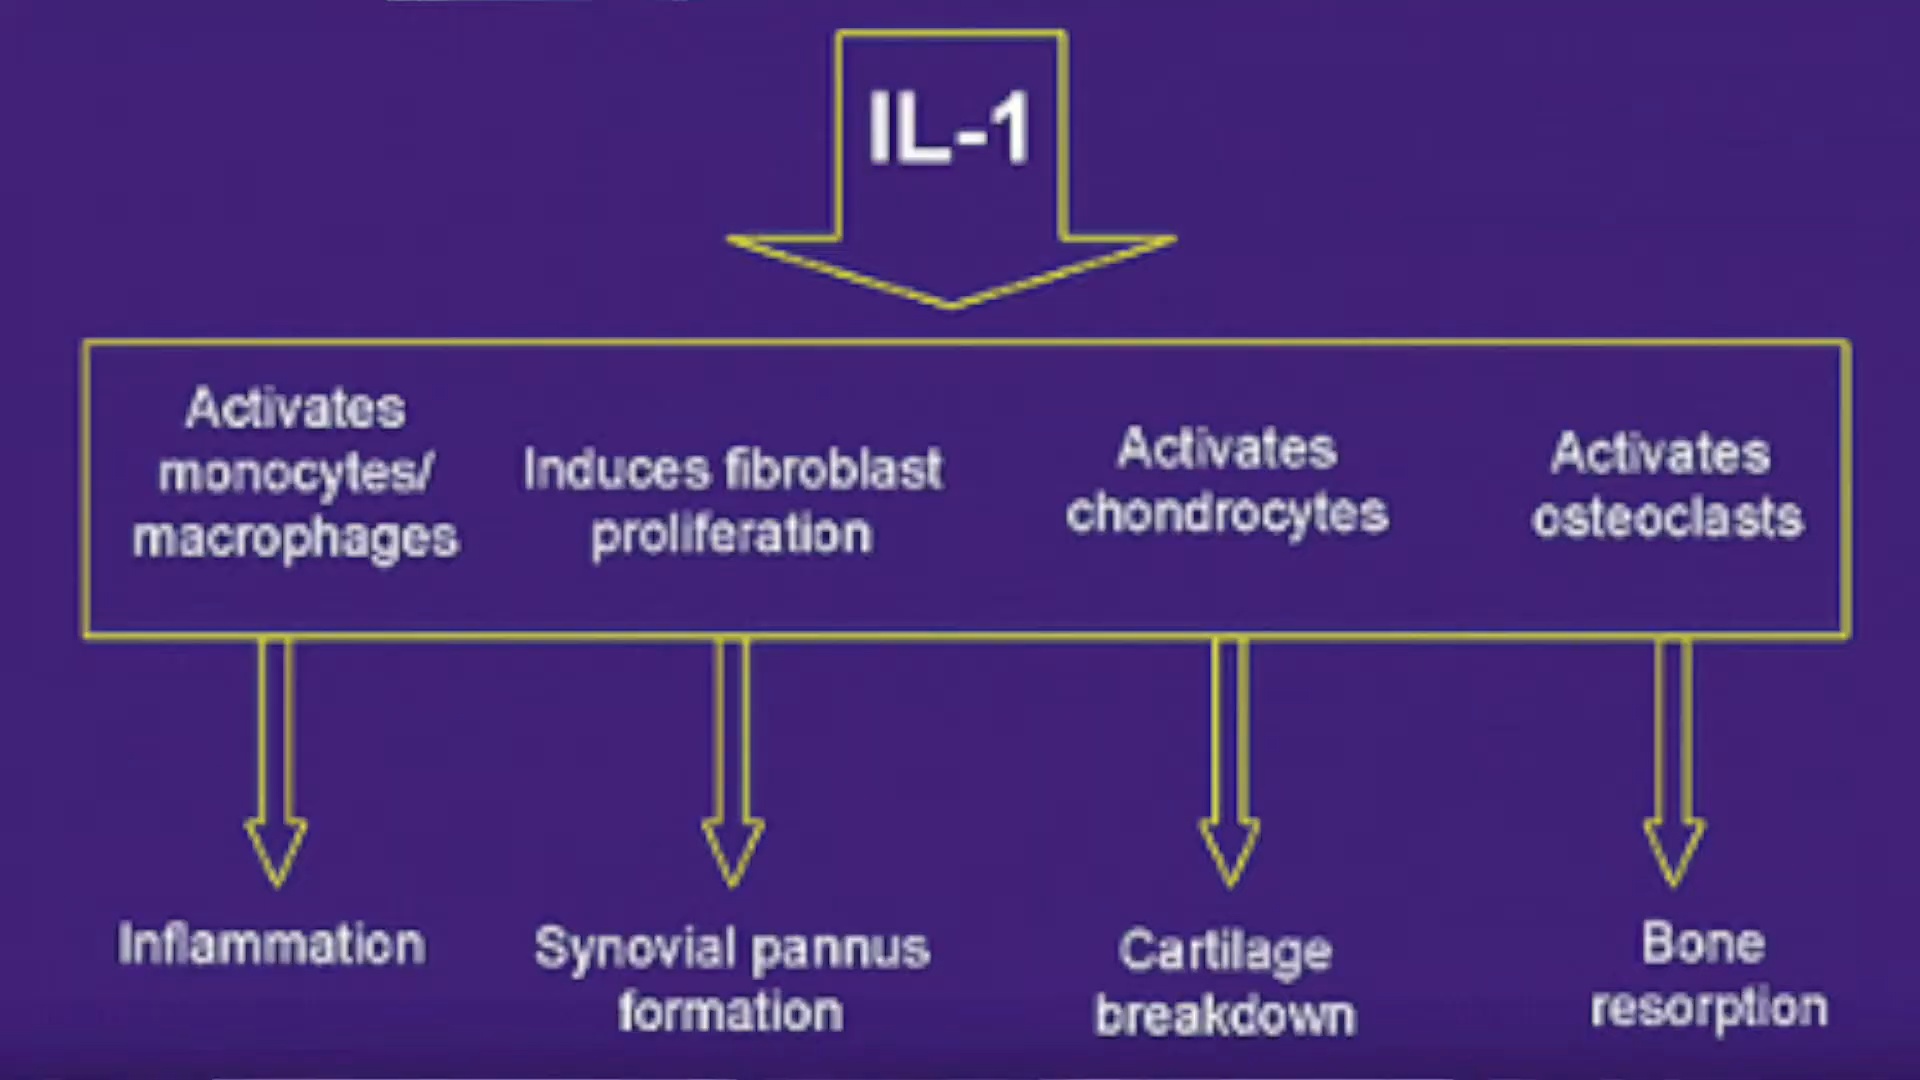 IL-1
Activates
monocytes/
macrophages
Induces fibroblast
proliferation
Activates
chondrocytes
Activates
osteoclasts
Inflammation
Synovial pannus
formation
Cartilage
breakdown
Bone
resorption